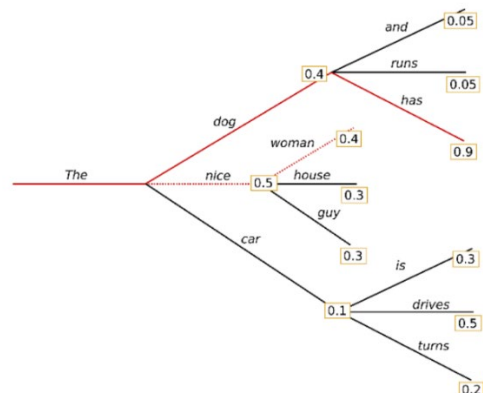 and
0.05
0.4
runs
0.05
has
dog
0.9
woman
0.4
The
nice
0.5
house
0.3
guy
0.3
car
is
0.3
0.1
drives
0.5
turns
0.2